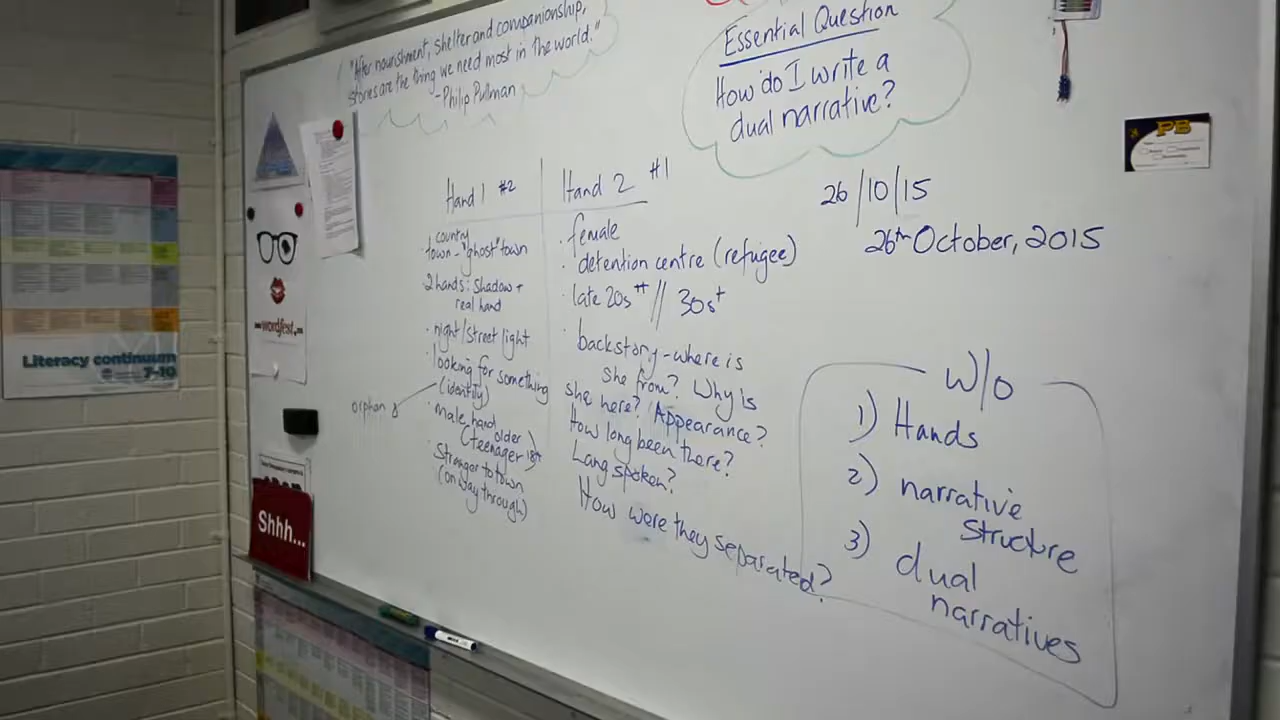 "After nourishment, shelter and companionship,
stories are the thing we need most in the world."
-Philip Pullman
Essential Question
How do I write a
dual narrative?
PB
26/10/15
26th October, 2015
Hand 1 #2
country
town - "ghost" town
2 hands: shadow +
real hand
night/street light
looking for something
(identity)
orphan
male hand
older
(teenager 18+)
Stranger to town
(on way through)
Hand 2 #1
female
detention centre (refugee)
late 20s // 30s+
backstory - where is
she from? Why is
she here? Appearance?
How long been there?
Lang spoken?
How were they separated?
W/O
1) Hands
2) narrative
structure
3) dual
narratives
wordfest
Literacy continuum
7-10
Shhh...